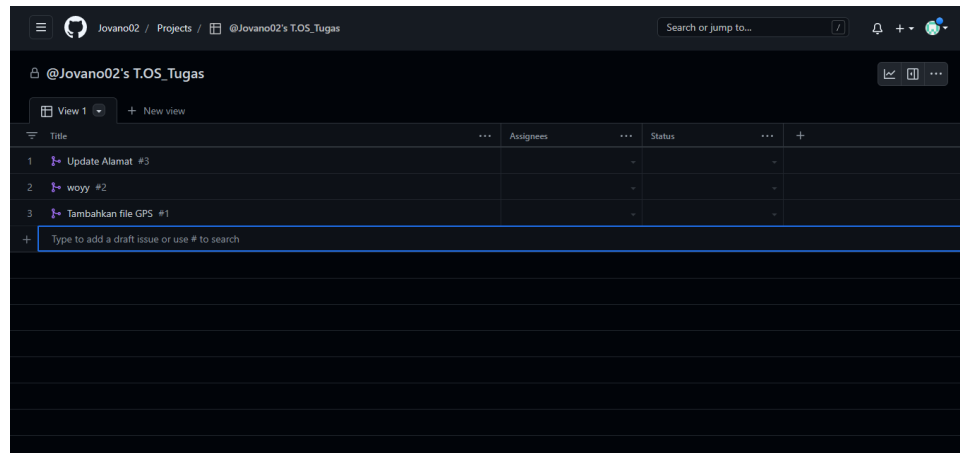 Jovano02 / Projects / @Jovano02's T.OS_Tugas Search or jump to... /
@Jovano02's T.OS_Tugas
View 1 + New view
Title ... Assignees ... Status ... +
1 Update Alamat #3
2 woyy #2
3 Tambahkan file GPS #1
+ Type to add a draft issue or use # to search